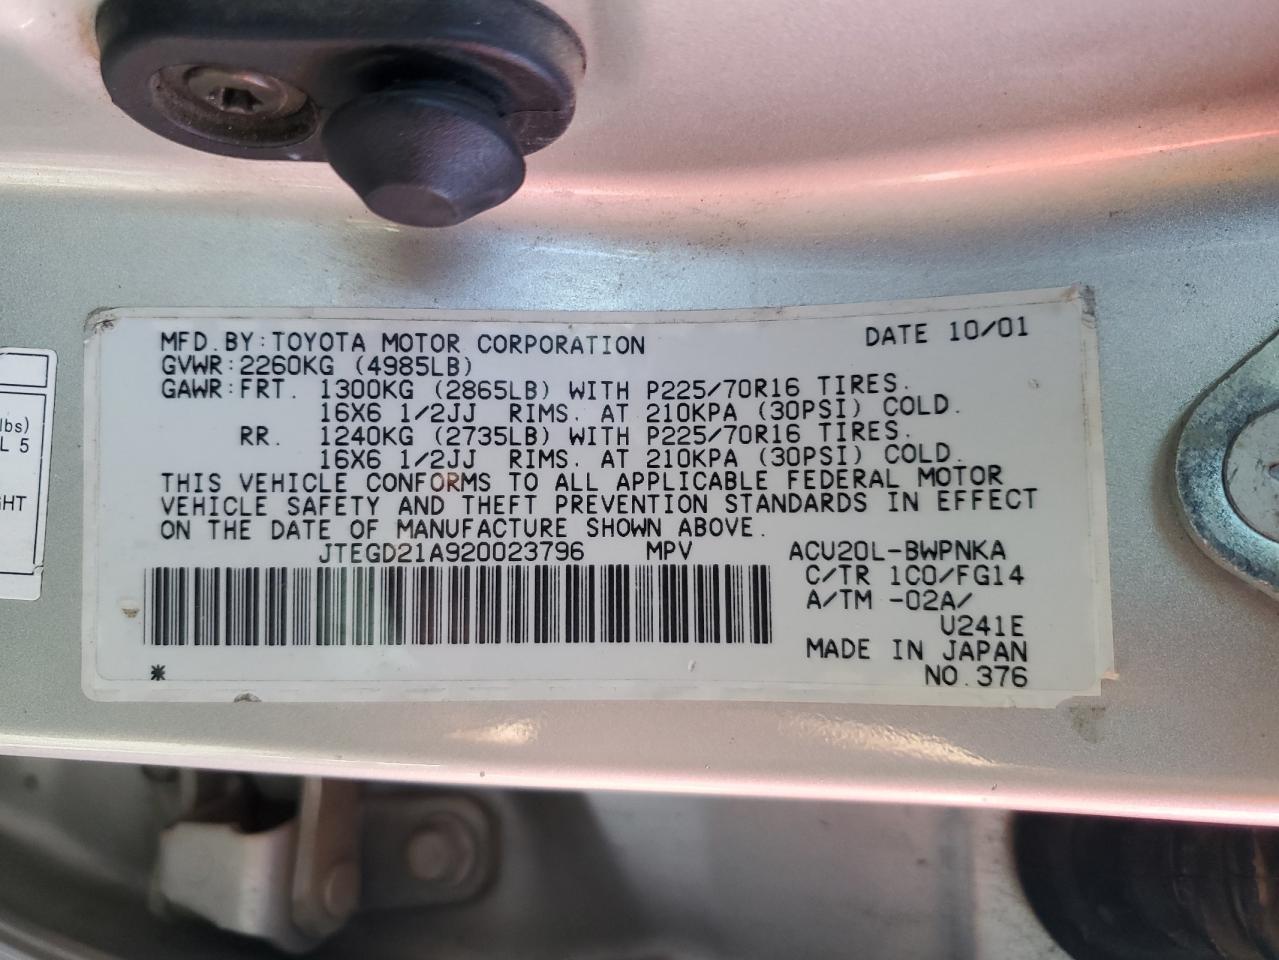 MFD. BY: TOYOTA MOTOR CORPORATION DATE 10/01
GVWR: 2260KG (4985LB)
GAWR: FRT. 1300KG (2865LB) WITH P225/70R16 TIRES.
16X6 1/2JJ RIMS. AT 210KPA (30PSI) COLD.
RR. 1240KG (2735LB) WITH P225/70R16 TIRES.
16X6 1/2JJ RIMS. AT 210KPA (30PSI) COLD.
THIS VEHICLE CONFORMS TO ALL APPLICABLE FEDERAL MOTOR
VEHICLE SAFETY AND THEFT PREVENTION STANDARDS IN EFFECT
ON THE DATE OF MANUFACTURE SHOWN ABOVE.
JTEGD21A920023796 MPV ACU20L-BWPNKA
C/TR 1C0/FG14
A/TM -02A/
U241E
MADE IN JAPAN
* NO.376
lbs)
L 5
GHT